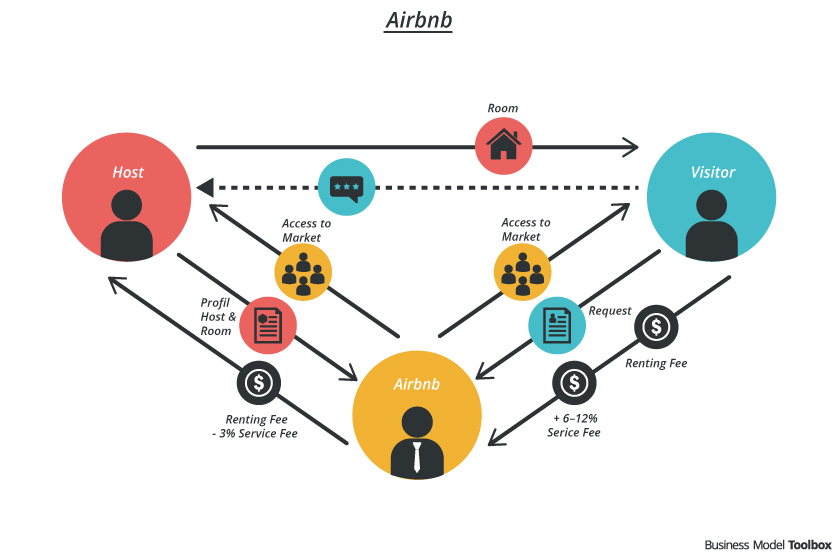 Airbnb
Room
Host
Visitor
Access to
Market
Access to
Market
Profil
Host &
Room
Request
Renting Fee
Airbnb
Renting Fee
- 3% Service Fee
+ 6–12%
Serice Fee
Business Model Toolbox